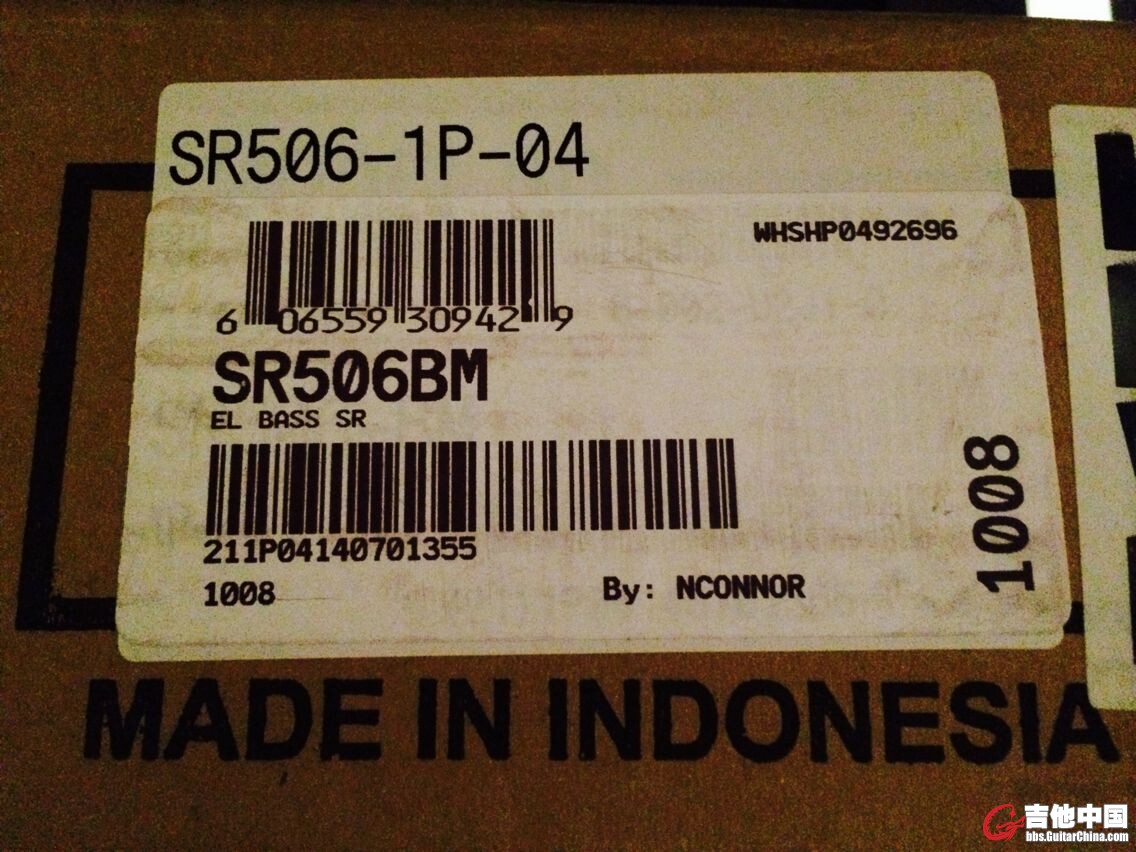 SR506-1P-04
WHSHP0492696
6 06559 30942 9
SR506BM
EL BASS SR
211P04140701355
1008
By: NCONNOR
1008
MADE IN INDONESIA
吉他中国
bbs.GuitarChina.com